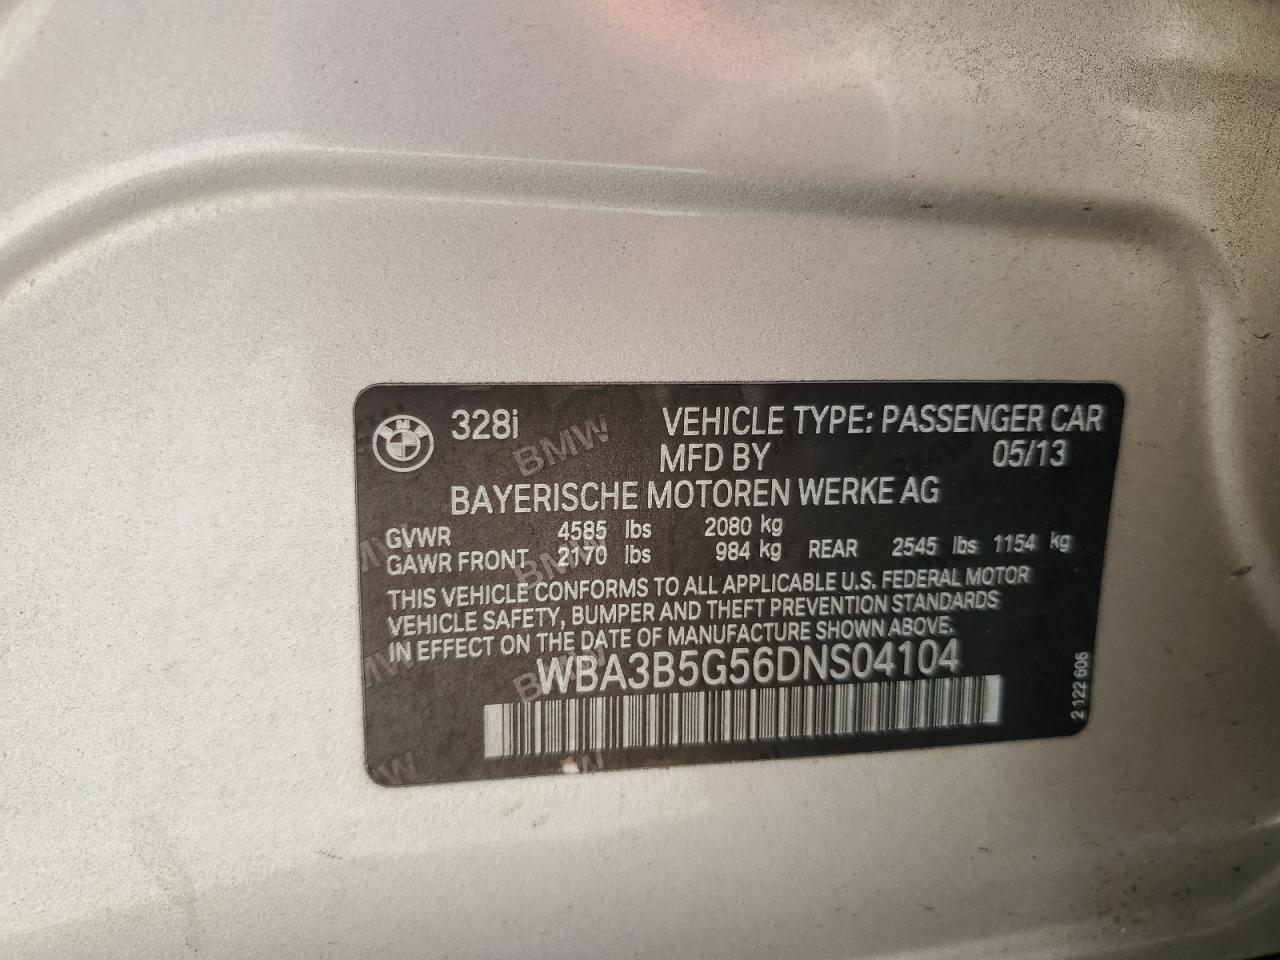 328i VEHICLE TYPE: PASSENGER CAR
MFD BY 05/13
BAYERISCHE MOTOREN WERKE AG
GVWR 4585 lbs 2080 kg
GAWR FRONT 2170 lbs 984 kg REAR 2545 lbs 1154 kg
THIS VEHICLE CONFORMS TO ALL APPLICABLE U.S. FEDERAL MOTOR
VEHICLE SAFETY, BUMPER AND THEFT PREVENTION STANDARDS
IN EFFECT ON THE DATE OF MANUFACTURE SHOWN ABOVE.
WBA3B5G56DNS04104
2 122 606